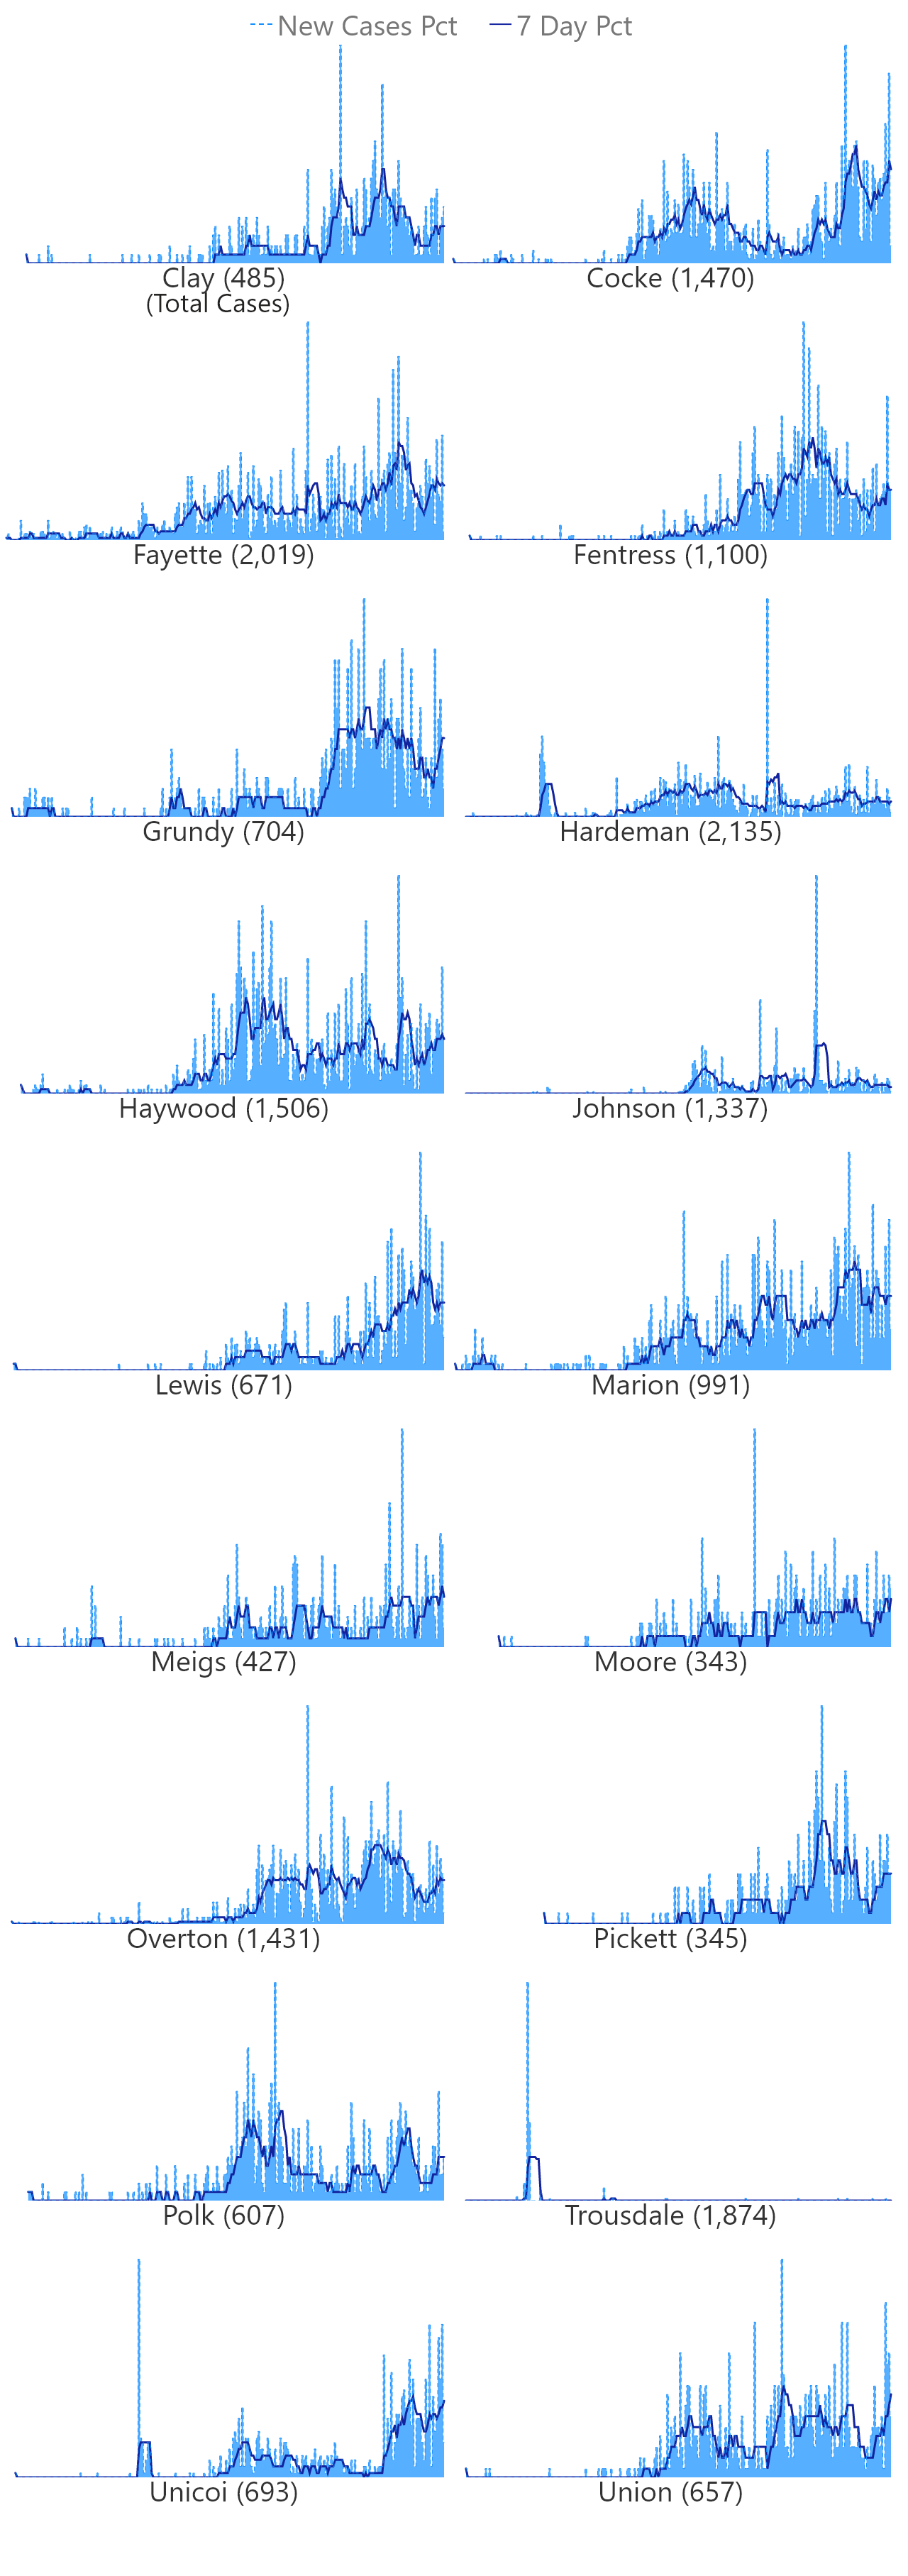 New Cases Pct 7 Day Pct
Clay (485) Cocke (1,470)
(Total Cases)
Fayette (2,019) Fentress (1,100)
Grundy (704) Hardeman (2,135)
Haywood (1,506) Johnson (1,337)
Lewis (671) Marion (991)
Meigs (427) Moore (343)
Overton (1,431) Pickett (345)
Polk (607) Trousdale (1,874)
Unicoi (693) Union (657)